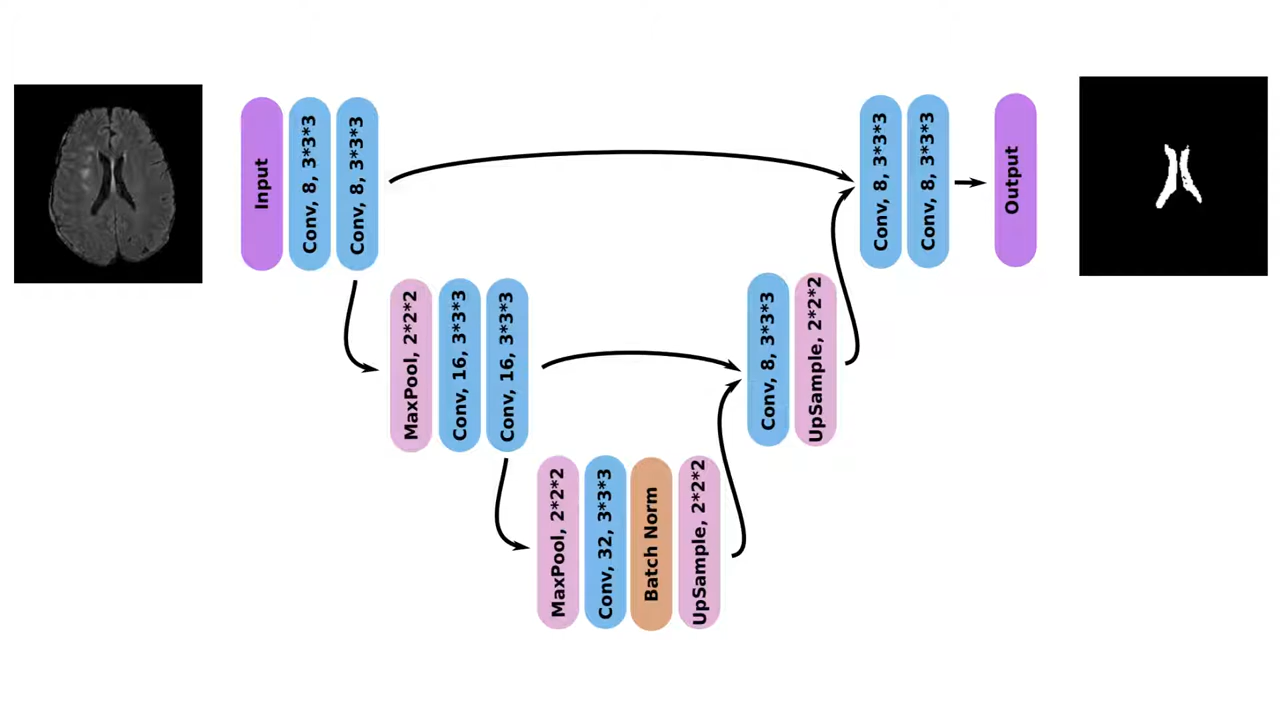 Input
Conv, 8, 3*3*3
Conv, 8, 3*3*3
MaxPool, 2*2*2
Conv, 16, 3*3*3
Conv, 16, 3*3*3
MaxPool, 2*2*2
Conv, 32, 3*3*3
Batch Norm
UpSample, 2*2*2
Conv, 8, 3*3*3
UpSample, 2*2*2
Conv, 8, 3*3*3
Conv, 8, 3*3*3
Output